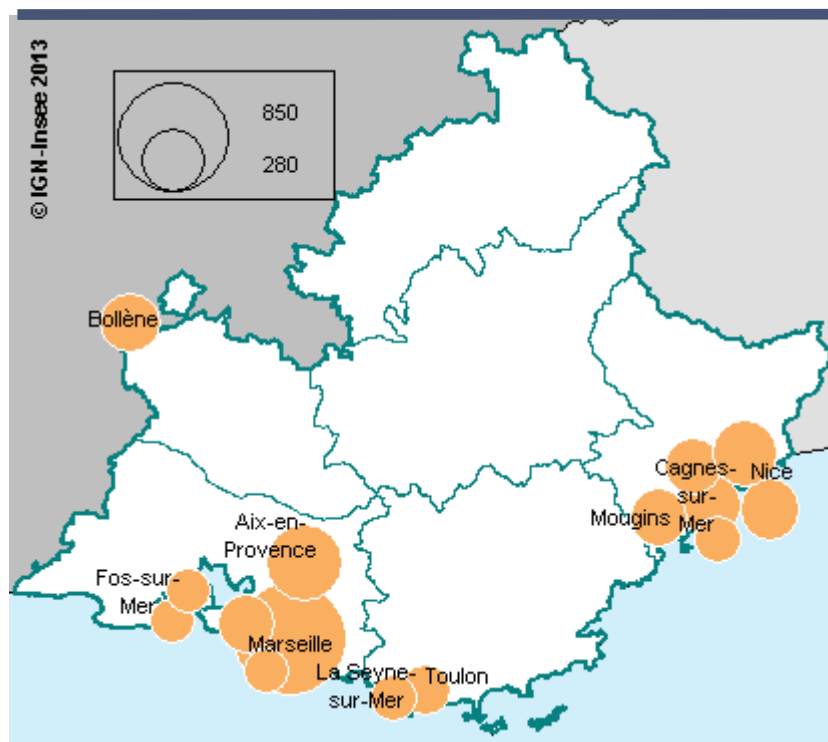 © IGN-Insee 2013
850
280
Bollène
Cagnes-
sur-
Mer
Nice
Mougins
Aix-en-
Provence
Fos-sur-
Mer
Marseille
La Seyne-
sur-Mer
Toulon